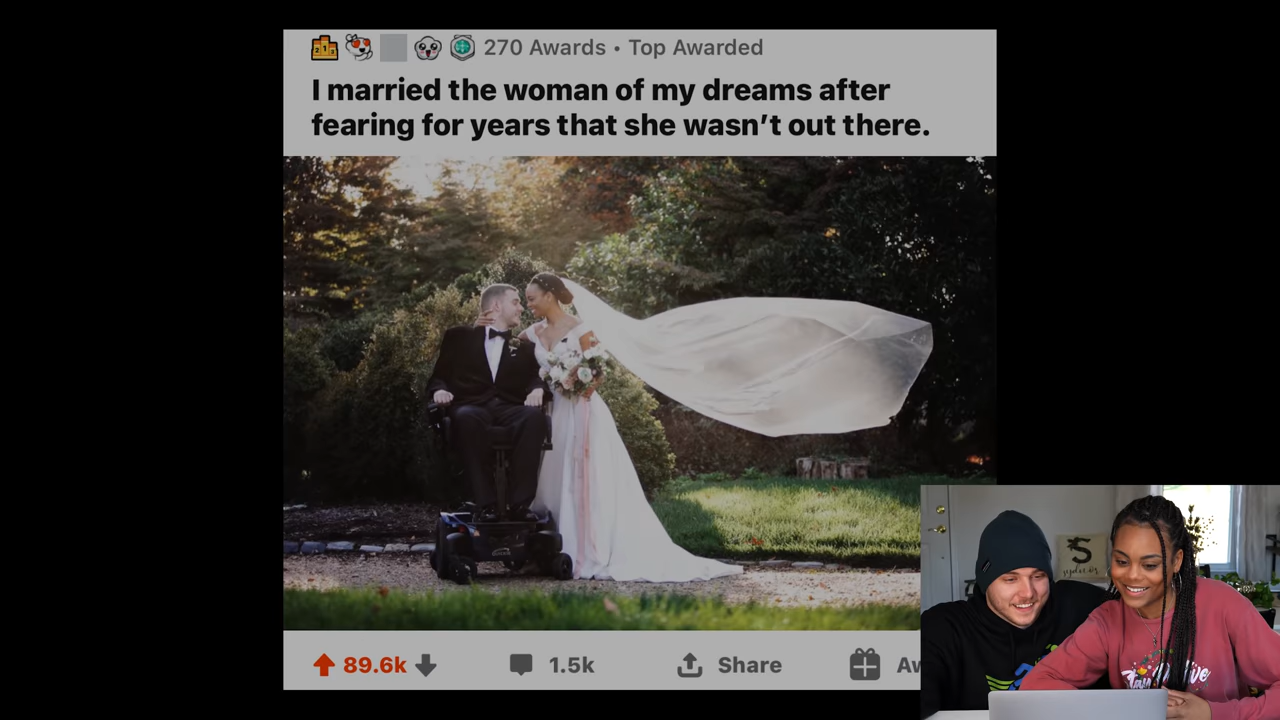 270 Awards • Top Awarded
I married the woman of my dreams after
fearing for years that she wasn’t out there.
89.6k
1.5k
Share
S